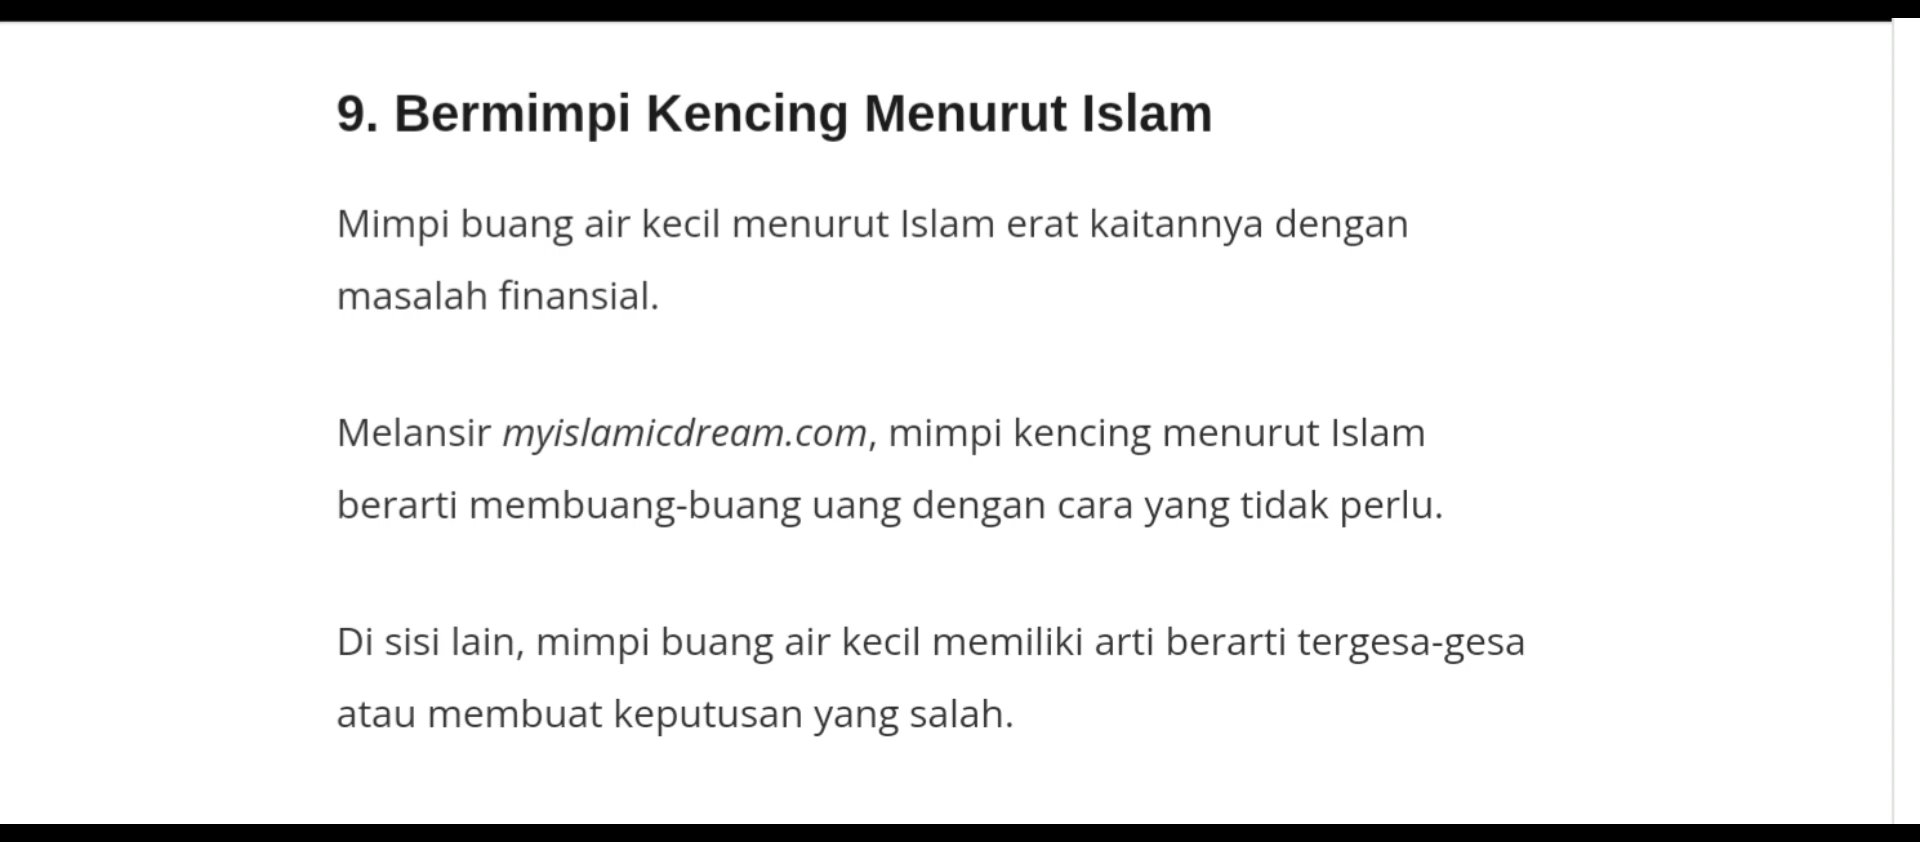 9. Bermimpi Kencing Menurut Islam
Mimpi buang air kecil menurut Islam erat kaitannya dengan
masalah finansial.
Melansir myislamicdream.com, mimpi kencing menurut Islam
berarti membuang-buang uang dengan cara yang tidak perlu.
Di sisi lain, mimpi buang air kecil memiliki arti berarti tergesa-gesa
atau membuat keputusan yang salah.